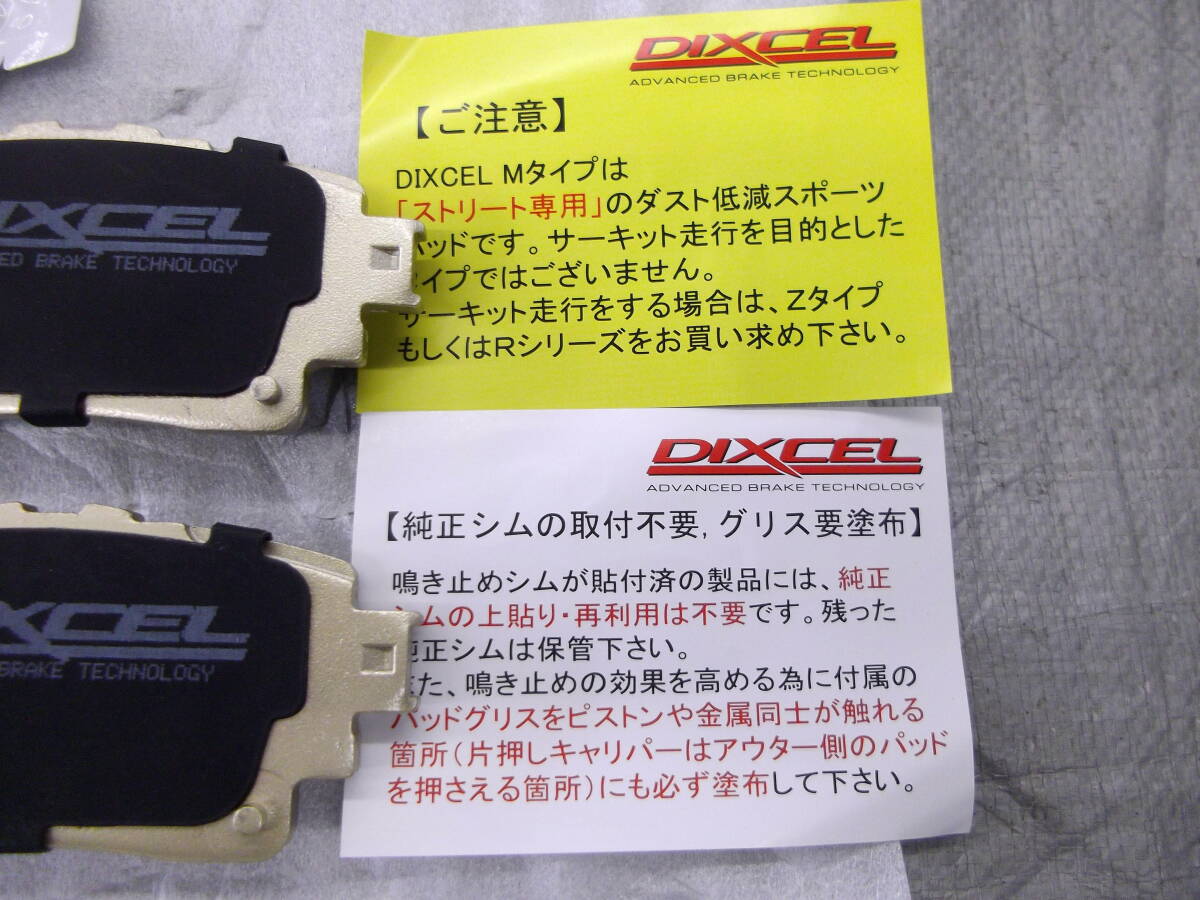 DIXCEL
ADVANCED BRAKE TECHNOLOGY
【ご注意】
DIXCEL Mタイプは
「ストリート専用」のダスト低減スポーツ
パッドです。サーキット走行を目的とした
タイプではございません。
サーキット走行をする場合は、Zタイプ
もしくはRシリーズをお買い求め下さい。
DIXCEL
ADVANCED BRAKE TECHNOLOGY
【純正シムの取付不要,グリス要塗布】
鳴き止めシムが貼付済の製品には、純正
シムの上貼り・再利用は不要です。残った
純正シムは保管下さい。
また、鳴き止めの効果を高める為に付属の
パッドグリスをピストンや金属同士が触れる
箇所(片押しキャリパーはアウター側のパッド
を押さえる箇所)にも必ず塗布して下さい。
IXCEL
ED BRAKE TECHNOLOGY
XCEL
BRAKE TECHNOLOGY